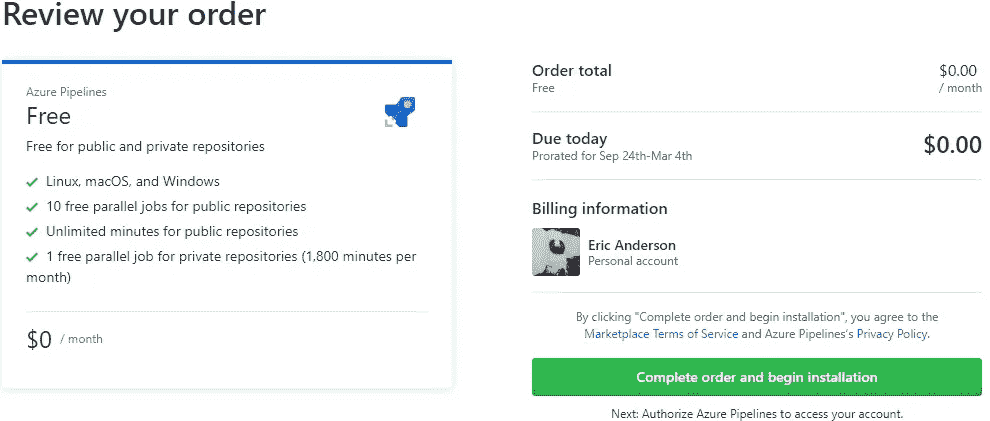 Review your order
Azure Pipelines
Free
Free for public and private repositories
Linux, macOS, and Windows
10 free parallel jobs for public repositories
Unlimited minutes for public repositories
1 free parallel job for private repositories (1,800 minutes per
month)
$0 / month
Order total $0.00
Free / month
Due today
Prorated for Sep 24th-Mar 4th $0.00
Billing information
Eric Anderson
Personal account
By clicking "Complete order and begin installation", you agree to the
Marketplace Terms of Service and Azure Pipelines's Privacy Policy.
Complete order and begin installation
Next: Authorize Azure Pipelines to access your account.